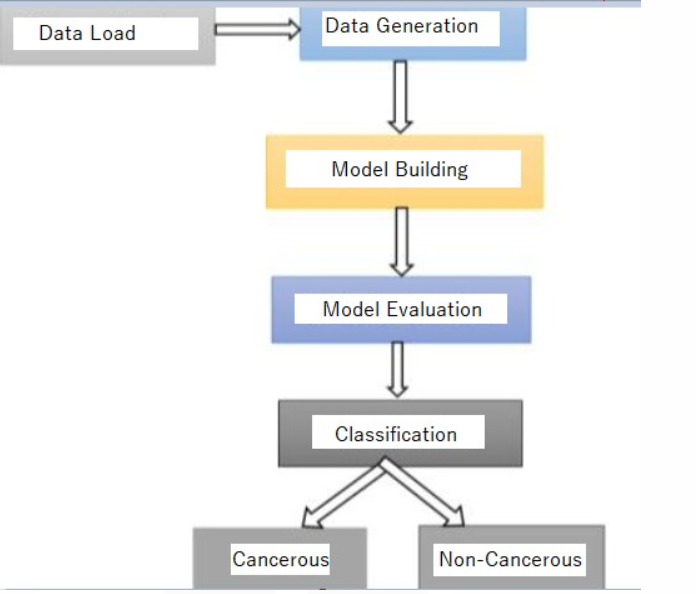 Data Load
Data Generation
Model Building
Model Evaluation
Classification
Cancerous
Non-Cancerous